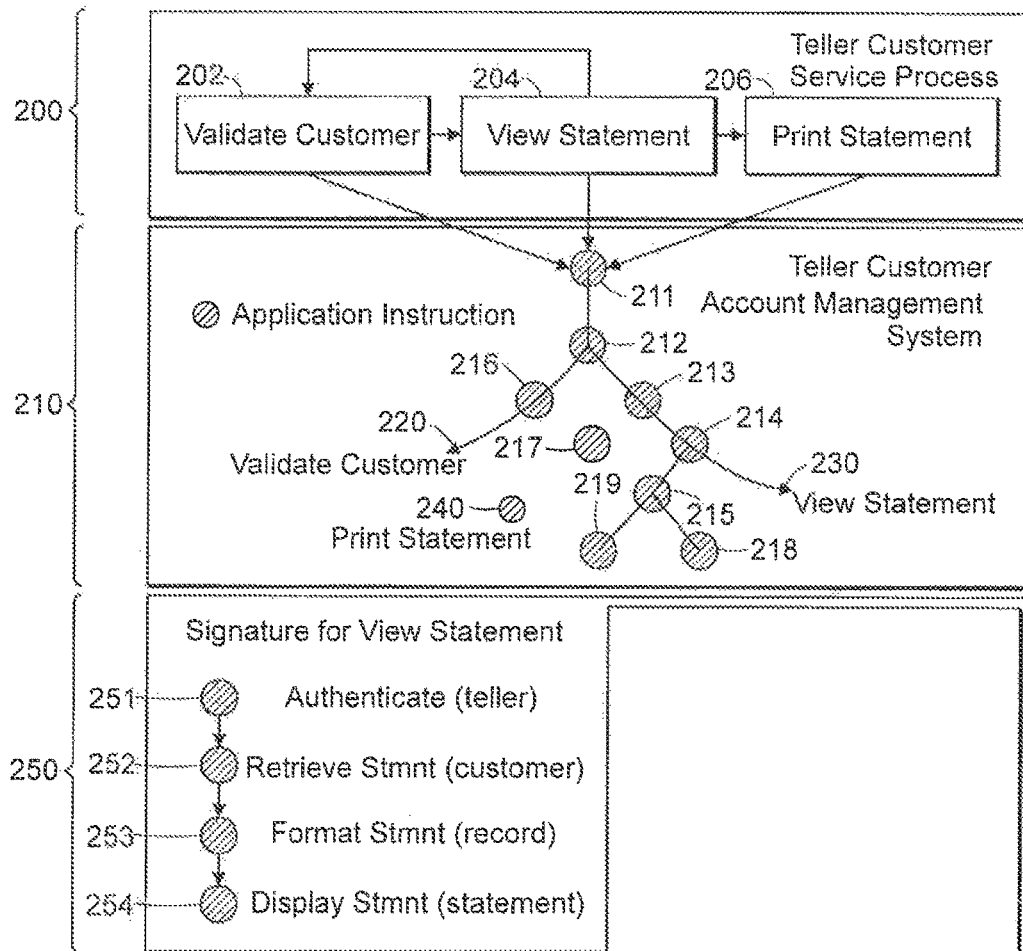 200
Teller Customer
Service Process
202
204
206
Validate Customer
View Statement
Print Statement
210
Teller Customer
Account Management
System
Application Instruction
211
212
216
213
220
217
214
230
Validate Customer
View Statement
240
219
215
Print Statement
218
250
Signature for View Statement
251
Authenticate (teller)
252
Retrieve Stmnt (customer)
253
Format Stmnt (record)
254
Display Stmnt (statement)